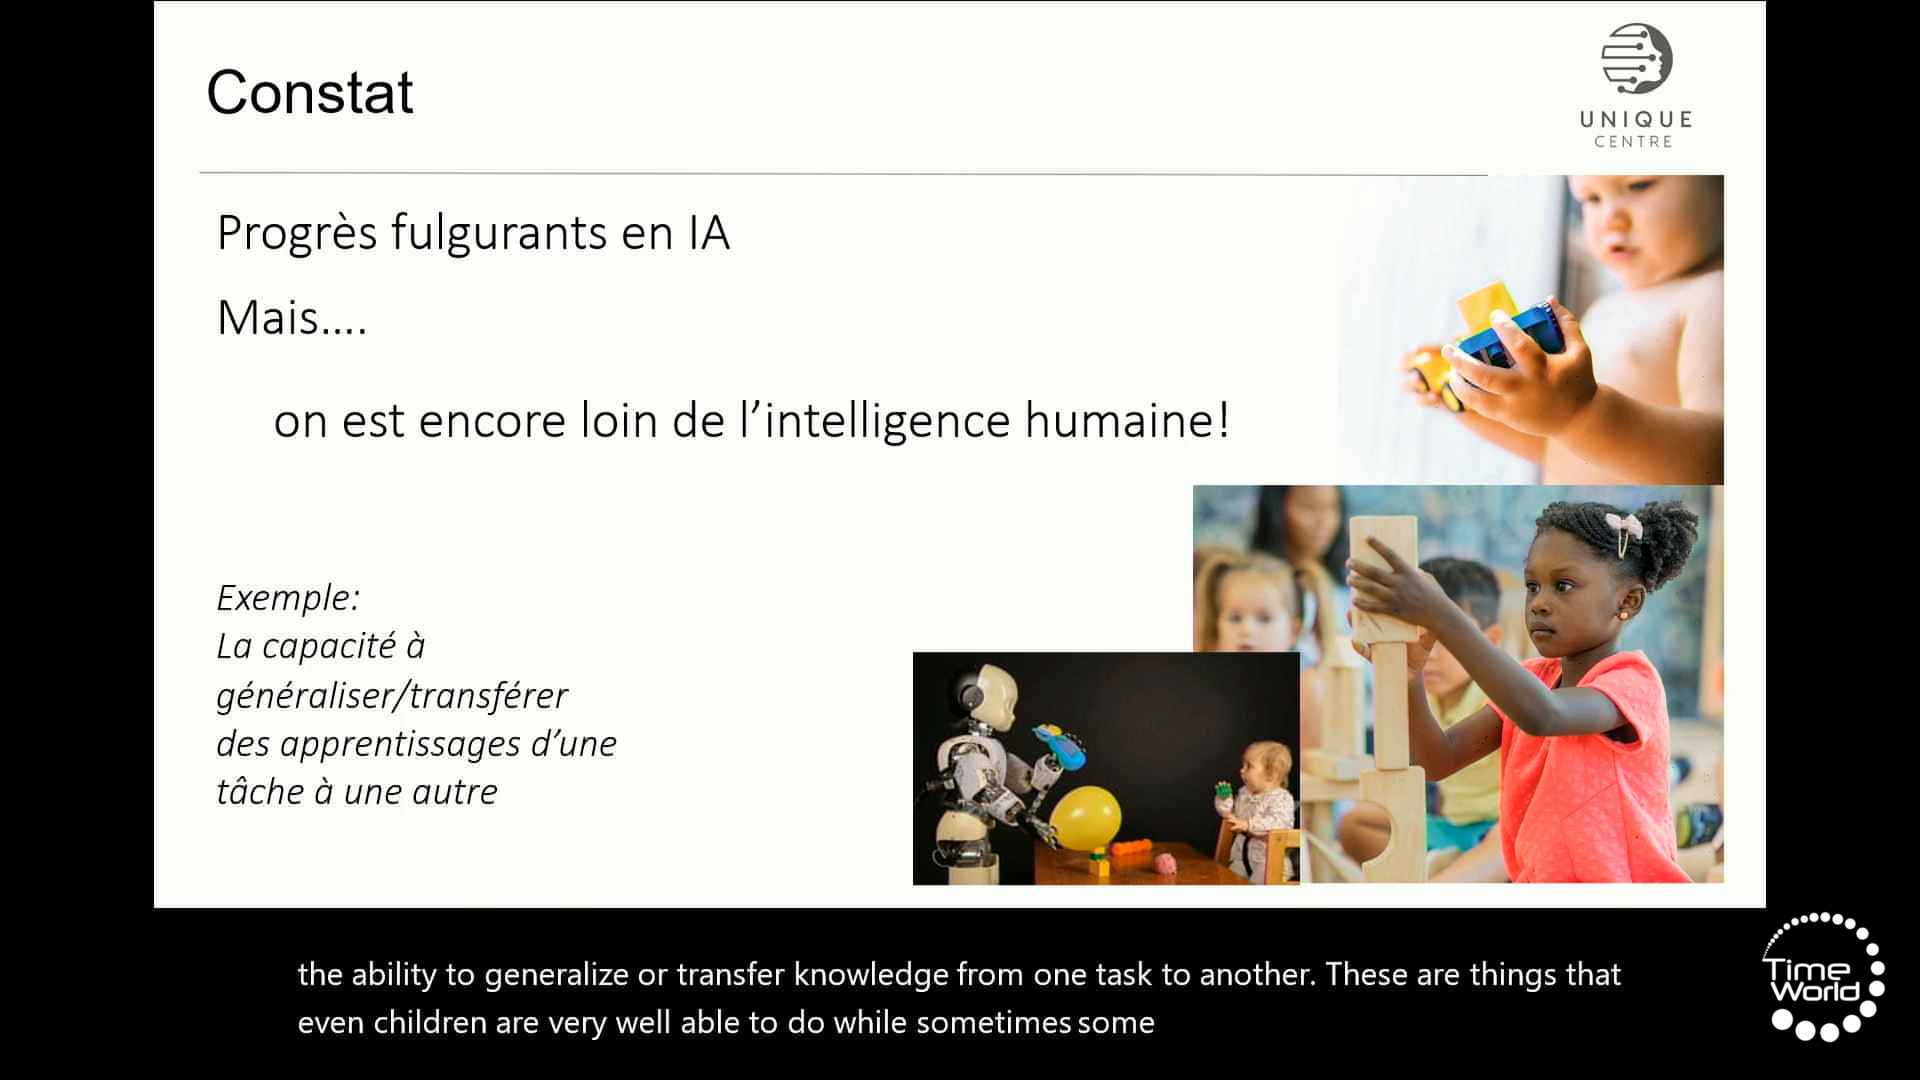 Constat
UNIQUE
CENTRE
Progrès fulgurants en IA
Mais....
on est encore loin de l’intelligence humaine!
Exemple:
La capacité à
généraliser/transférer
des apprentissages d’une
tâche à une autre
the ability to generalize or transfer knowledge from one task to another. These are things that
even children are very well able to do while sometimes some
Time
World